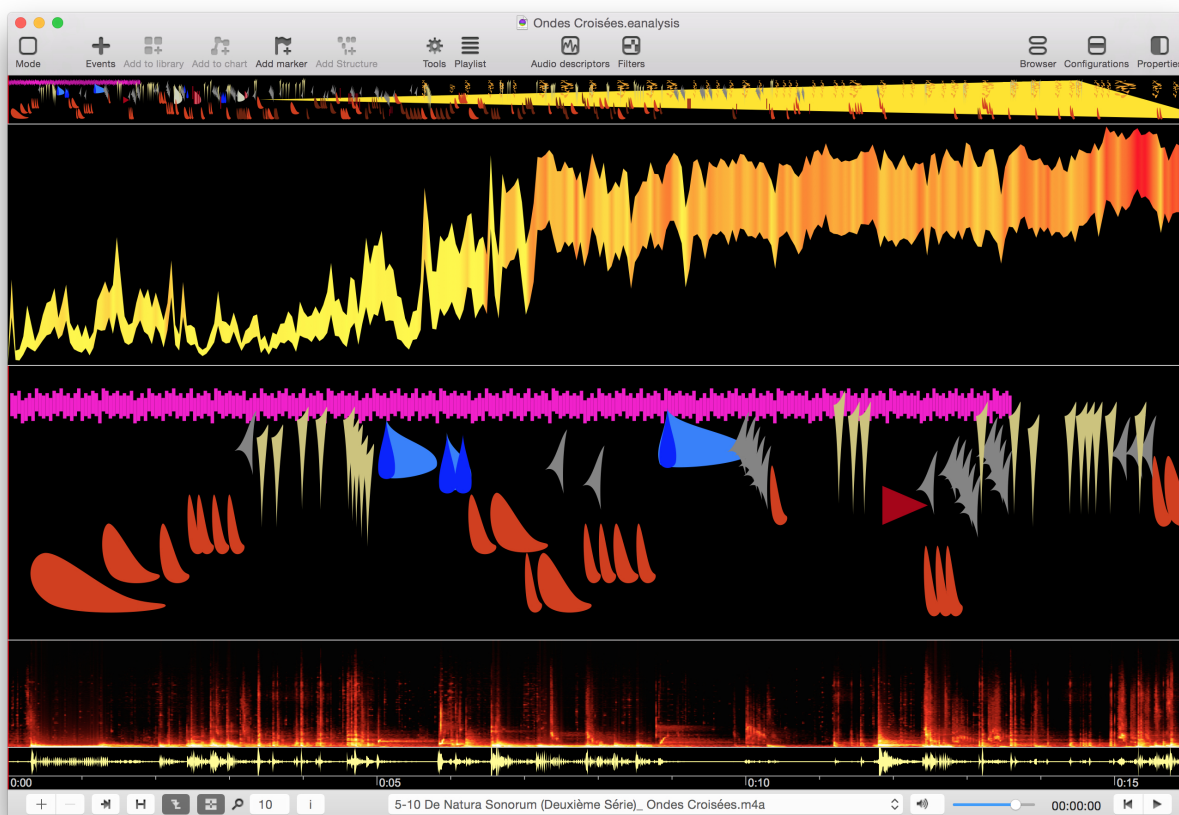 Ondes Croisées.eanalysis
Mode Events Add to library Add to chart Add marker Add Structure Tools Playlist Audio descriptors Filters Browser Configurations Properties
0:00 0:05 0:10 0:15
10 i 5-10 De Natura Sonorum (Deuxième Série)_ Ondes Croisées.m4a 00:00:00